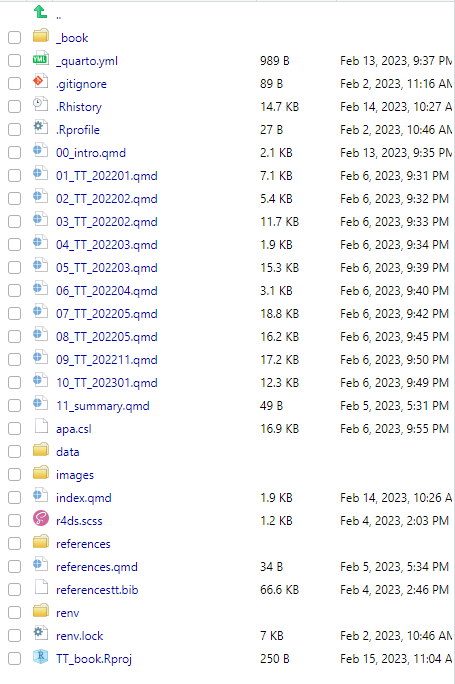 ..
_book
_quarto.yml 989 B Feb 13, 2023, 9:37 PM
.gitignore 89 B Feb 2, 2023, 11:16 AM
.Rhistory 14.7 KB Feb 14, 2023, 10:27 A
.Rprofile 27 B Feb 2, 2023, 10:46 AM
00_intro.qmd 2.1 KB Feb 13, 2023, 9:35 PM
01_TT_202201.qmd 7.1 KB Feb 6, 2023, 9:31 PM
02_TT_202202.qmd 5.4 KB Feb 6, 2023, 9:32 PM
03_TT_202202.qmd 11.7 KB Feb 6, 2023, 9:33 PM
04_TT_202203.qmd 1.9 KB Feb 6, 2023, 9:34 PM
05_TT_202203.qmd 15.3 KB Feb 6, 2023, 9:39 PM
06_TT_202204.qmd 3.1 KB Feb 6, 2023, 9:40 PM
07_TT_202205.qmd 18.8 KB Feb 6, 2023, 9:42 PM
08_TT_202205.qmd 16.2 KB Feb 6, 2023, 9:45 PM
09_TT_202211.qmd 17.2 KB Feb 6, 2023, 9:50 PM
10_TT_202301.qmd 12.3 KB Feb 6, 2023, 9:49 PM
11_summary.qmd 49 B Feb 5, 2023, 5:31 PM
apa.csl 16.9 KB Feb 6, 2023, 9:55 PM
data
images
index.qmd 1.9 KB Feb 14, 2023, 10:26 A
r4ds.scss 1.2 KB Feb 4, 2023, 2:03 PM
references
references.qmd 34 B Feb 5, 2023, 5:34 PM
referencestt.bib 66.6 KB Feb 4, 2023, 2:46 PM
renv
renv.lock 7 KB Feb 2, 2023, 10:46 AM
TT_book.Rproj 250 B Feb 15, 2023, 11:04 A